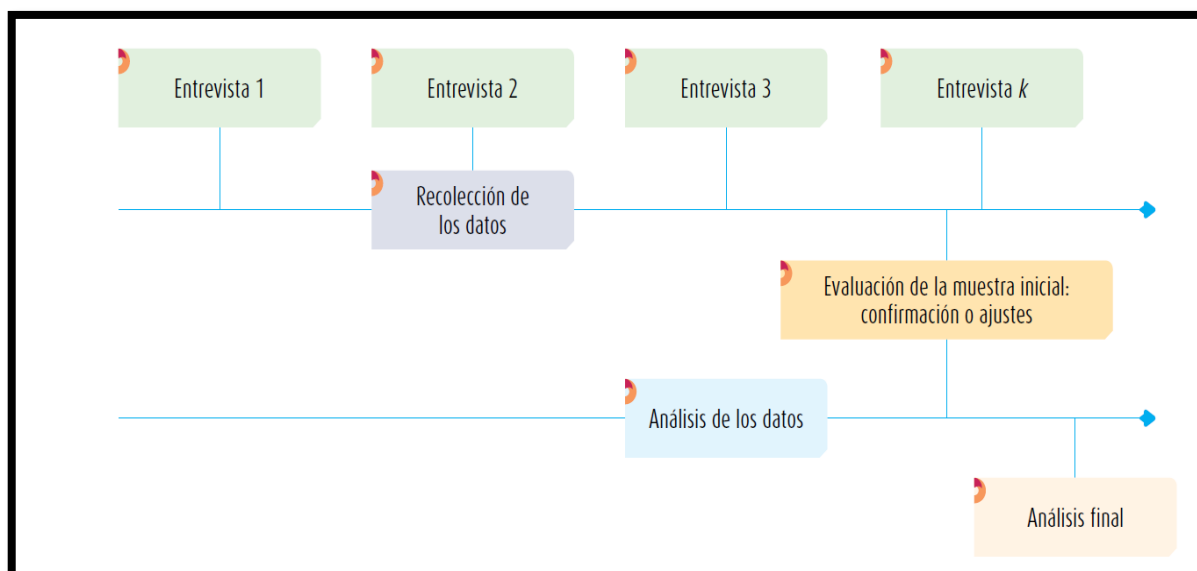 Entrevista 1
Entrevista 2
Entrevista 3
Entrevista k
Recolección de
los datos
Evaluación de la muestra inicial:
confirmación o ajustes
Análisis de los datos
Análisis final